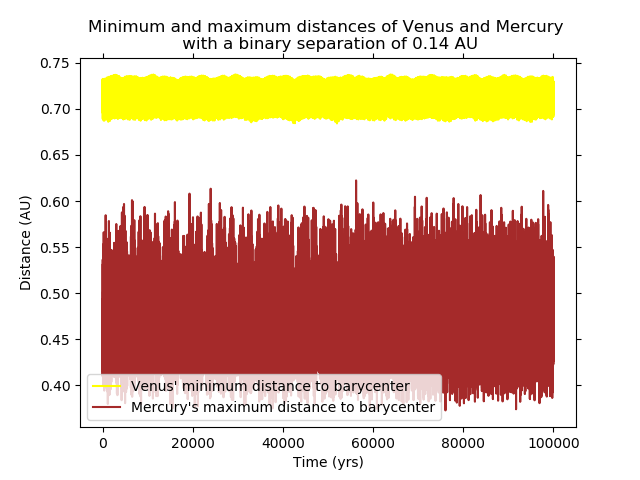 Minimum and maximum distances of Venus and Mercury
with a binary separation of 0.14 AU
0.75
0.70
0.65
0.60
0.55
0.50
0.45
0.40
Distance (AU)
Venus' minimum distance to barycenter
Mercury's maximum distance to barycenter
0
20000
40000
60000
80000
100000
Time (yrs)